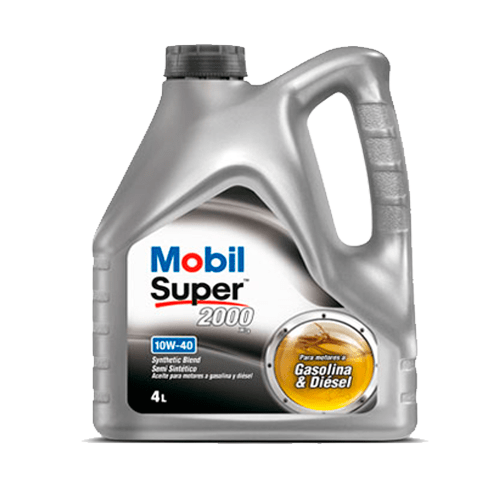 Mobil
Super™
2000
10W-40
Synthetic Blend
Semi Sintético
Aceite para motores a gasolina y diésel
4 L
Para motores a
Gasolina
& Diésel